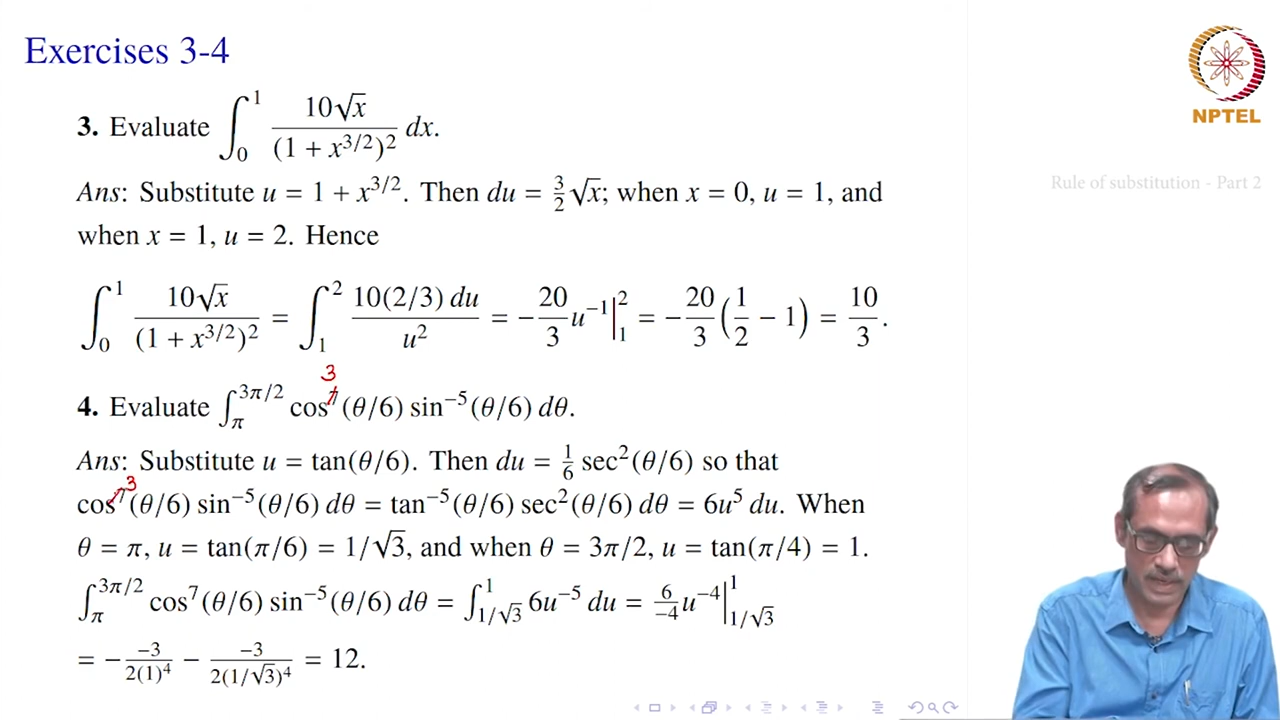 Exercises 3-4
NPTEL
3. Evaluate ∫₀¹ 10√x / (1 + x^{3/2})² dx.
Rule of substitution - Part 2
Ans: Substitute u = 1 + x^{3/2}. Then du = 3/2 √x; when x = 0, u = 1, and
when x = 1, u = 2. Hence
∫₀¹ 10√x / (1 + x^{3/2})² = ∫₁² 10(2/3) du / u² = −20/3 u^{−1}|₁² = −20/3 (1/2 − 1) = 10/3.
3
4. Evaluate ∫_π^{3π/2} cos^7(θ/6) sin^{−5}(θ/6) dθ.
Ans: Substitute u = tan(θ/6). Then du = 1/6 sec²(θ/6) so that
3
cos^7(θ/6) sin^{−5}(θ/6) dθ = tan^{−5}(θ/6) sec²(θ/6) dθ = 6u⁵ du. When
θ = π, u = tan(π/6) = 1/√3, and when θ = 3π/2, u = tan(π/4) = 1.
∫_π^{3π/2} cos⁷(θ/6) sin^{−5}(θ/6) dθ = ∫_{1/√3}^1 6u^{−5} du = 6/−4 u^{−4}|_{1/√3}^1
= − −3/2(1)⁴ − −3/2(1/√3)⁴ = 12.